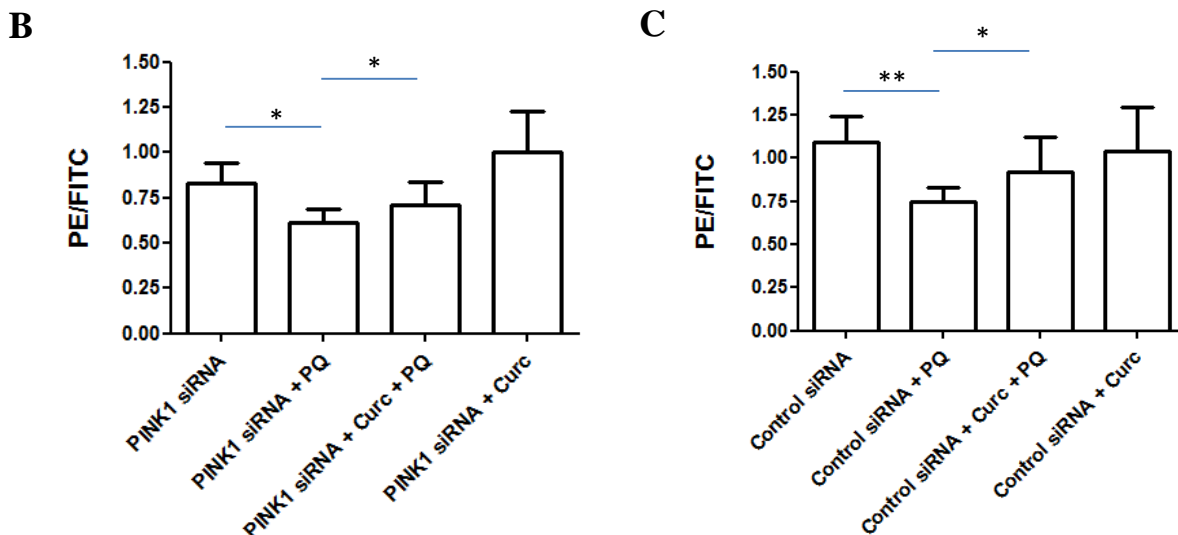 B
*
*
PE/FITC
1.50
1.25
1.00
0.75
0.50
0.25
0.00
PINK1 siRNA
PINK1 siRNA + PQ
PINK1 siRNA + Curc + PQ
PINK1 siRNA + Curc
C
*
**
PE/FITC
1.50
1.25
1.00
0.75
0.50
0.25
0.00
Control siRNA
Control siRNA + PQ
Control siRNA + Curc + PQ
Control siRNA + Curc